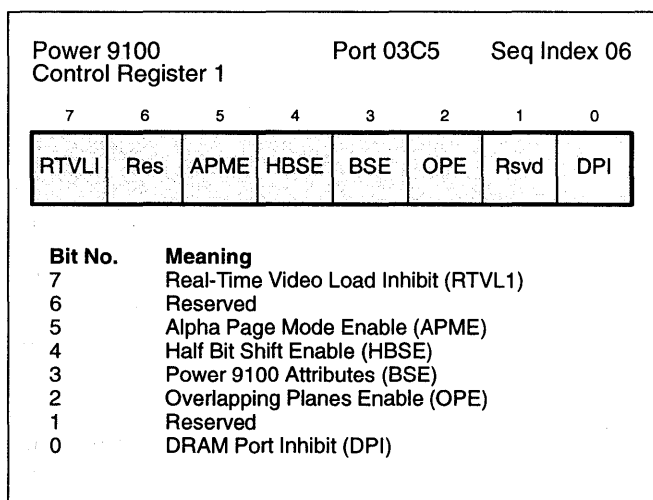 Power 9100 Port 03C5 Seq Index 06
Control Register 1
7 6 5 4 3 2 1 0
RTVLI Res APME HBSE BSE OPE Rsvd DPI
Bit No. Meaning
7 Real-Time Video Load Inhibit (RTVL1)
6 Reserved
5 Alpha Page Mode Enable (APME)
4 Half Bit Shift Enable (HBSE)
3 Power 9100 Attributes (BSE)
2 Overlapping Planes Enable (OPE)
1 Reserved
0 DRAM Port Inhibit (DPI)